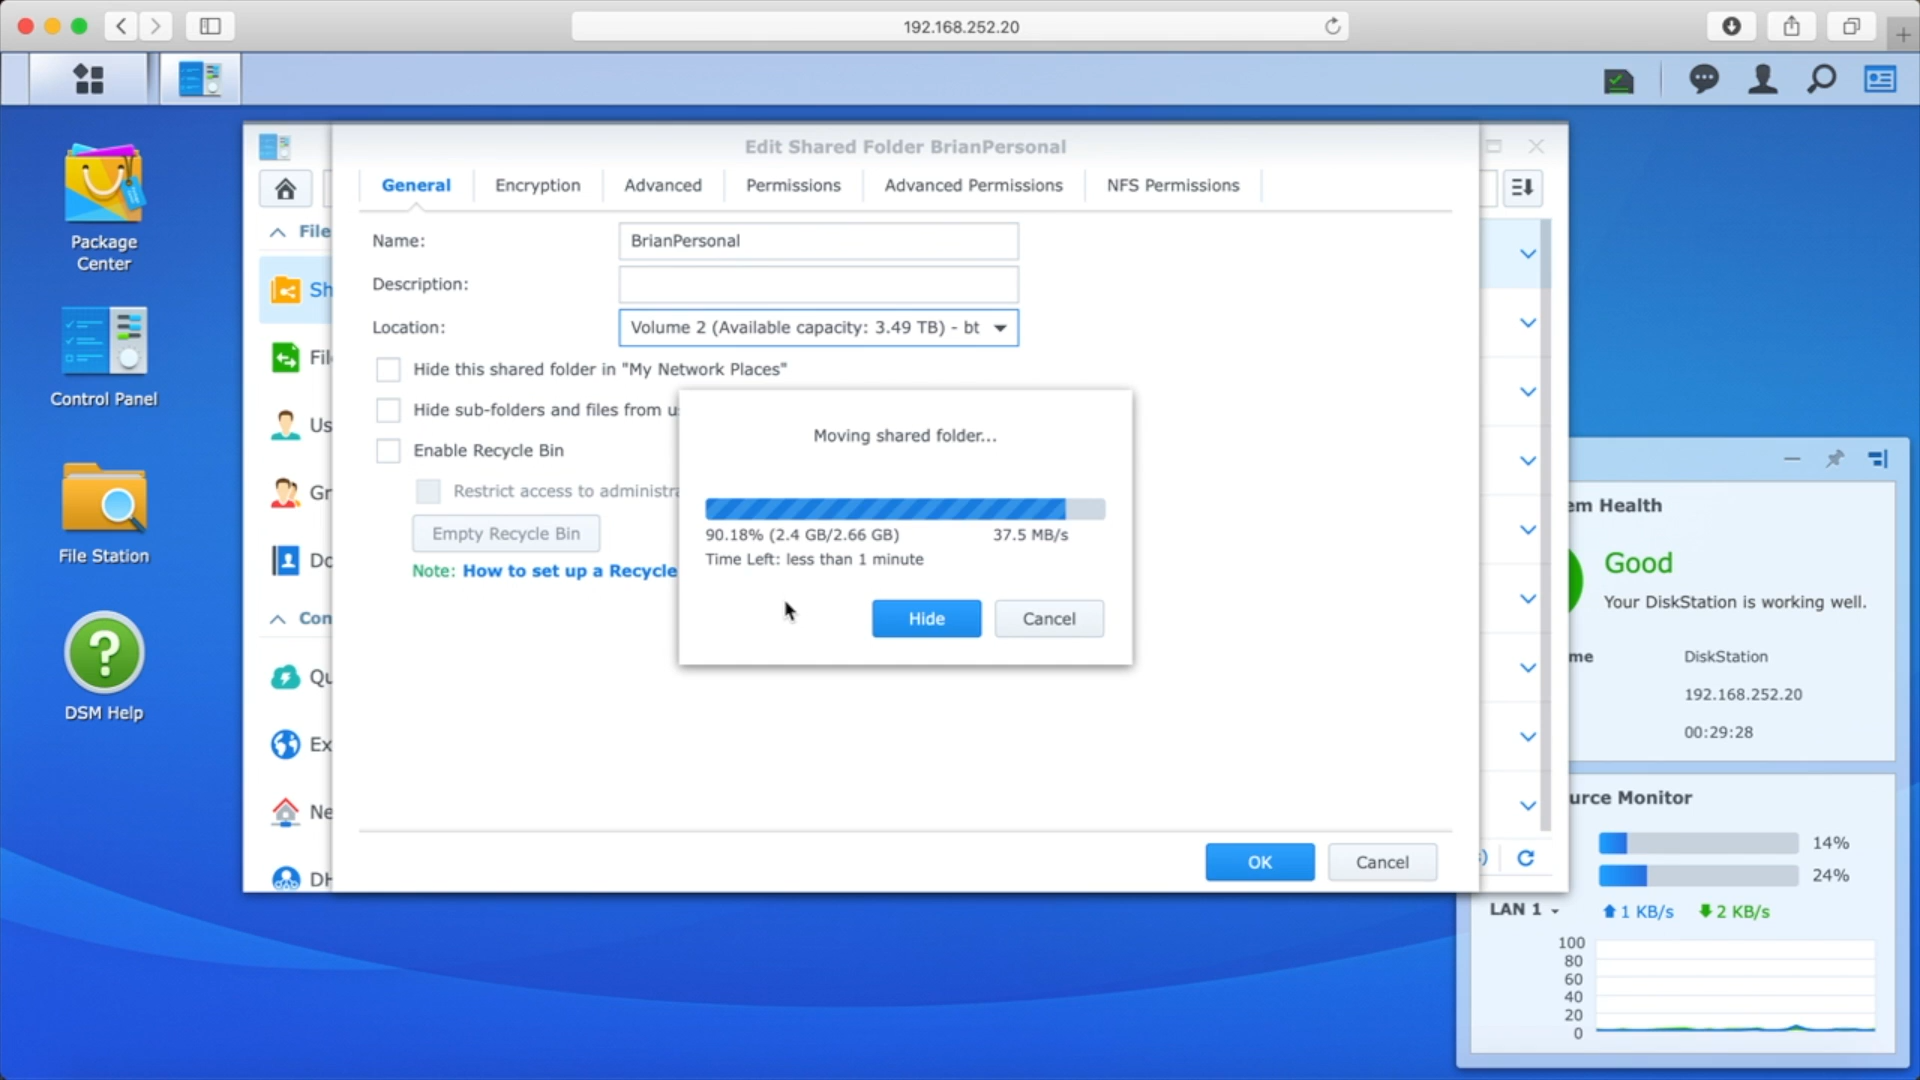 192.168.252.20
Package
Center
Control Panel
File Station
DSM Help
Edit Shared Folder BrianPersonal
General
Encryption
Advanced
Permissions
Advanced Permissions
NFS Permissions
File
Sh
Fil
Us
Gr
Do
Con
Qu
Ex
Ne
DH
Name:
BrianPersonal
Description:
Location:
Volume 2 (Available capacity: 3.49 TB) - bt
Hide this shared folder in "My Network Places"
Hide sub-folders and files from u
Enable Recycle Bin
Restrict access to administra
Empty Recycle Bin
Note: How to set up a Recycle
Moving shared folder...
90.18% (2.4 GB/2.66 GB)
37.5 MB/s
Time Left: less than 1 minute
Hide
Cancel
OK
Cancel
em Health
Good
Your DiskStation is working well.
me
DiskStation
192.168.252.20
00:29:28
urce Monitor
14%
24%
LAN 1
1 KB/s
2 KB/s
100
80
60
40
20
0